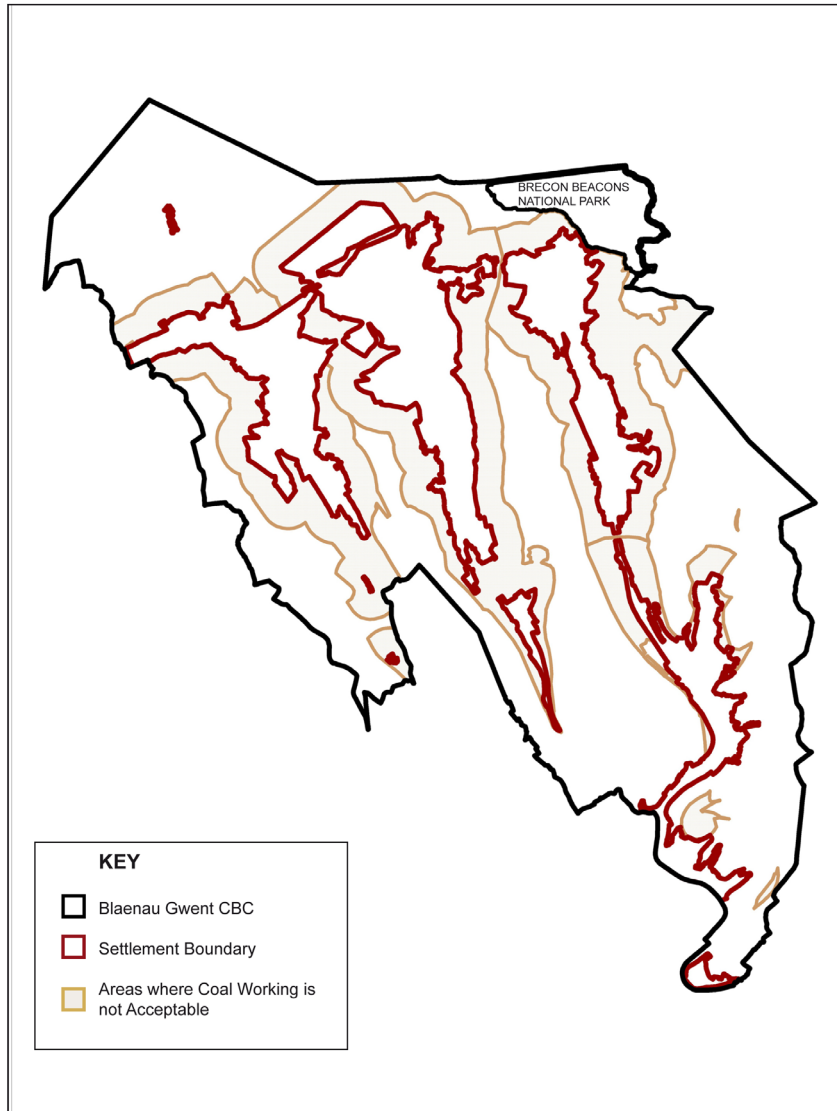 BRECON BEACONS
NATIONAL PARK
KEY
Blaenau Gwent CBC
Settlement Boundary
Areas where Coal Working is
not Acceptable